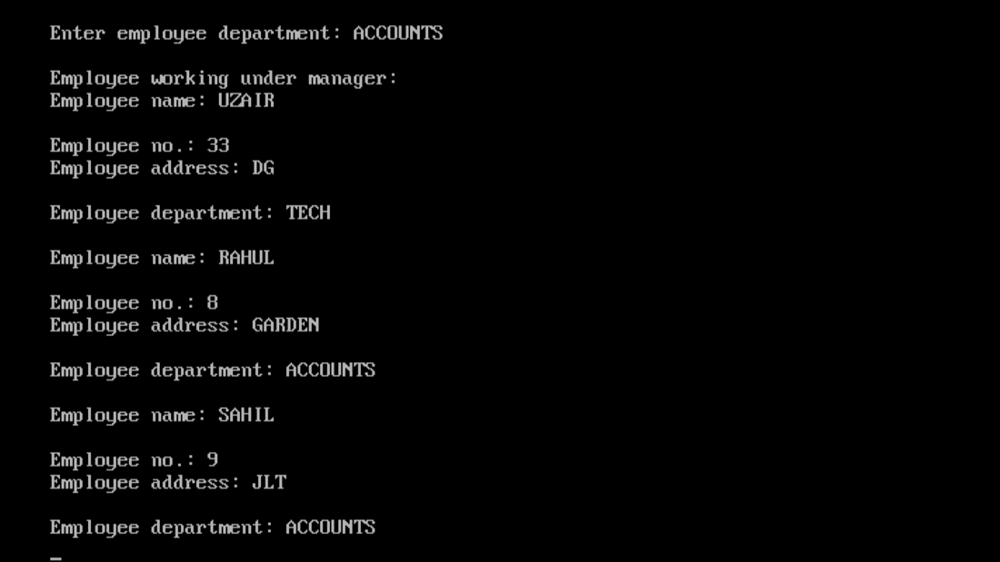 Enter employee department: ACCOUNTS
Employee working under manager:
Employee name: UZAIR
Employee no.: 33
Employee address: DG
Employee department: TECH
Employee name: RAHUL
Employee no.: 8
Employee address: GARDEN
Employee department: ACCOUNTS
Employee name: SAHIL
Employee no.: 9
Employee address: JLT
Employee department: ACCOUNTS